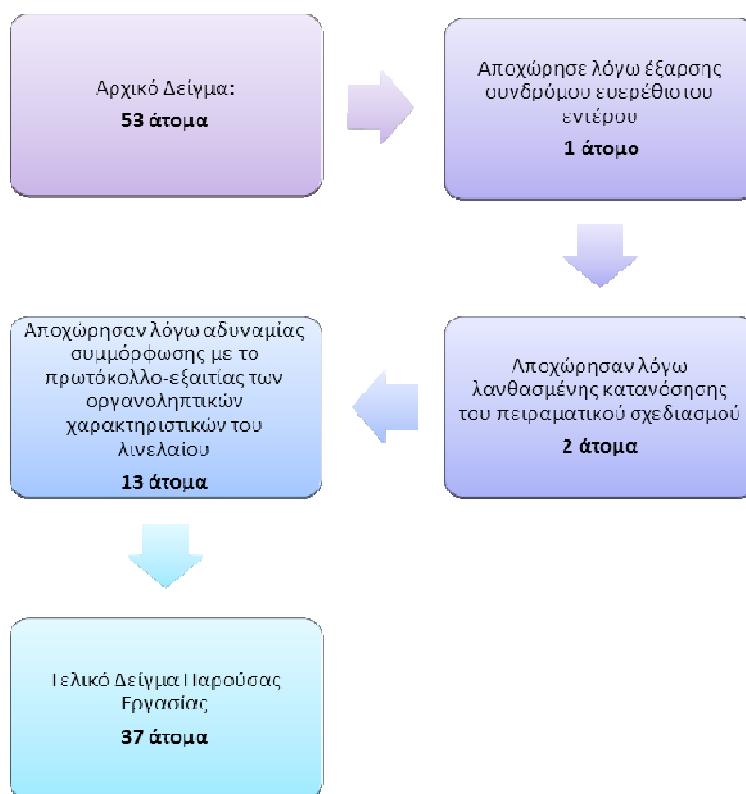 Αρχικό Δείγμα:
53 άτομα
Αποχώρησε λόγω έξαρσης
συνδρόμου ευερέθιστου
εντέρου
1 άτομο
Αποχώρησαν λόγω
λανθασμένης κατανόσησης
του πειραματικού σχεδιασμού
2 άτομα
Αποχώρησαν λόγω αδυναμίας
συμμόρφωσης με το
πρωτόκολλο-εξαιτίας των
οργανοληπτικών
χαρακτηριστικών του
λινελαίου
13 άτομα
Τελικό Δείγμα Παρούσας
Εργασίας
37 άτομα